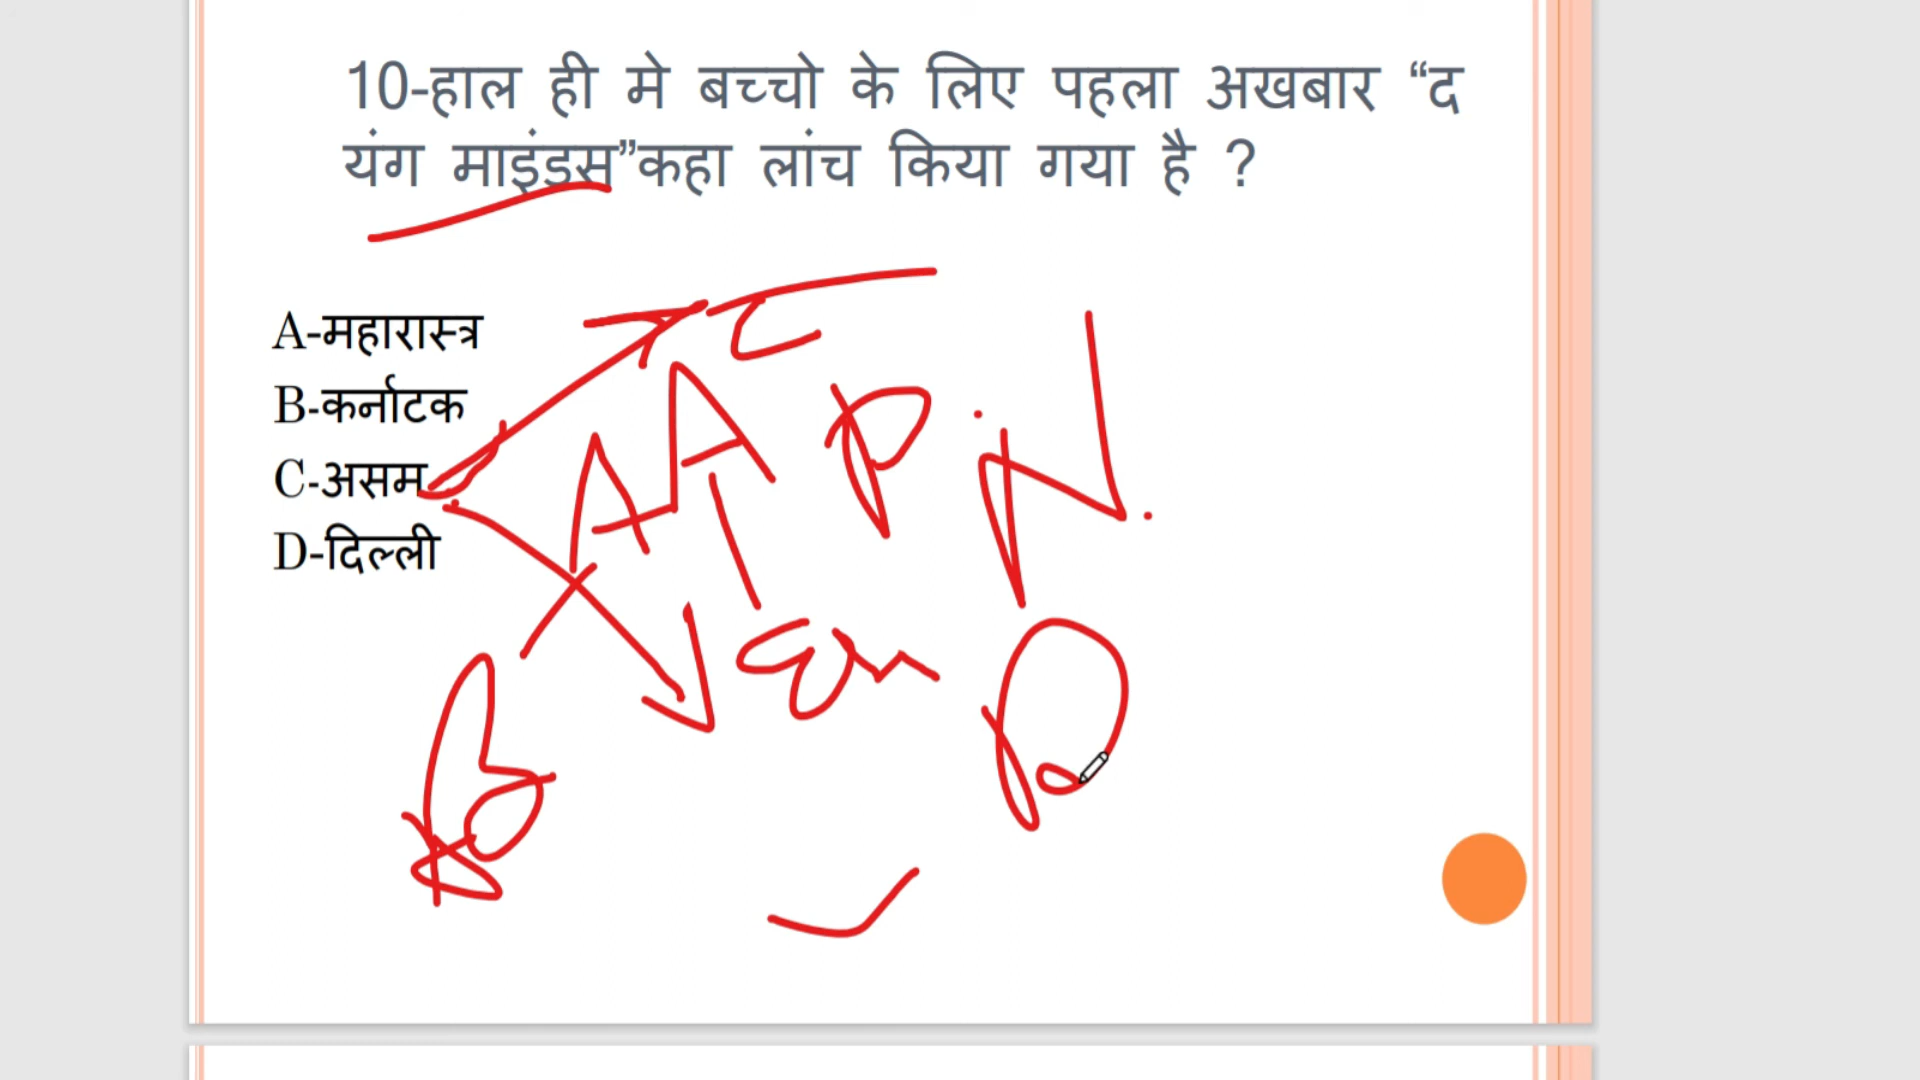 10-हाल ही मे बच्चो के लिए पहला अखबार “द
यंग माइंडस”कहा लांच किया गया है ?
A-महारास्त्र
B-कर्नाटक
C-असम
D-दिल्ली